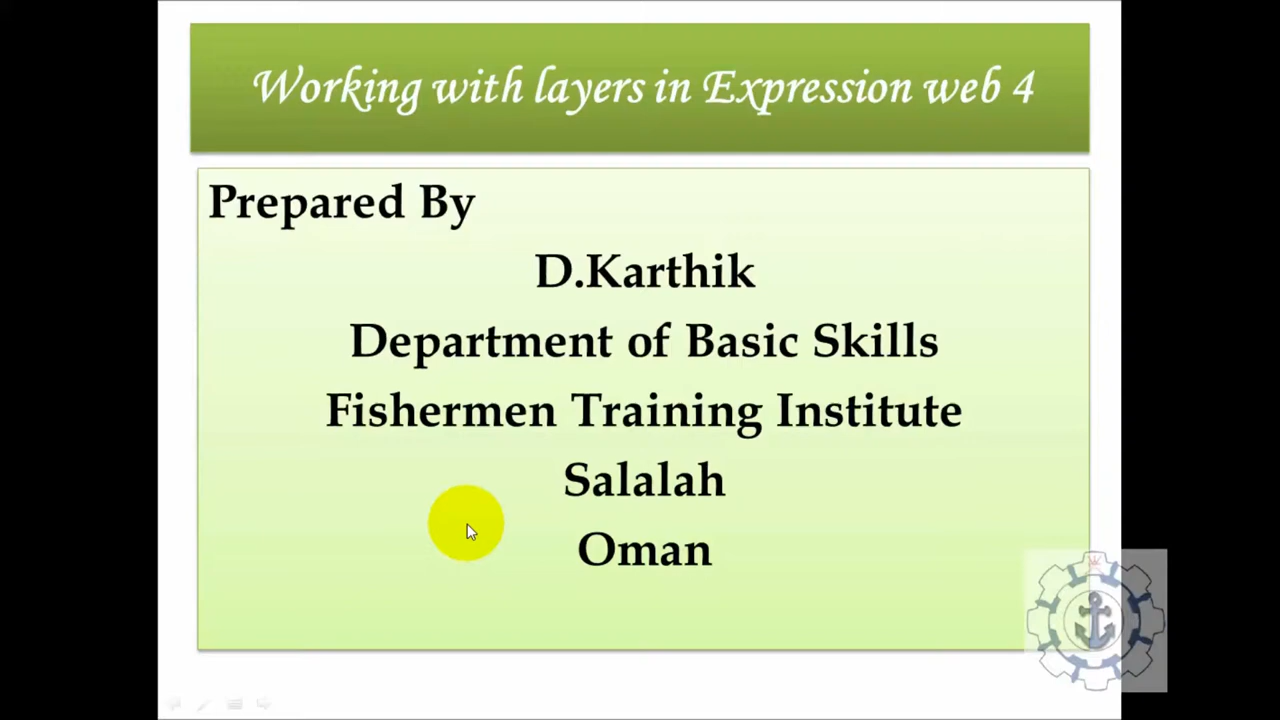 Working with layers in Expression web 4
Prepared By
D.Karthik
Department of Basic Skills
Fishermen Training Institute
Salalah
Oman